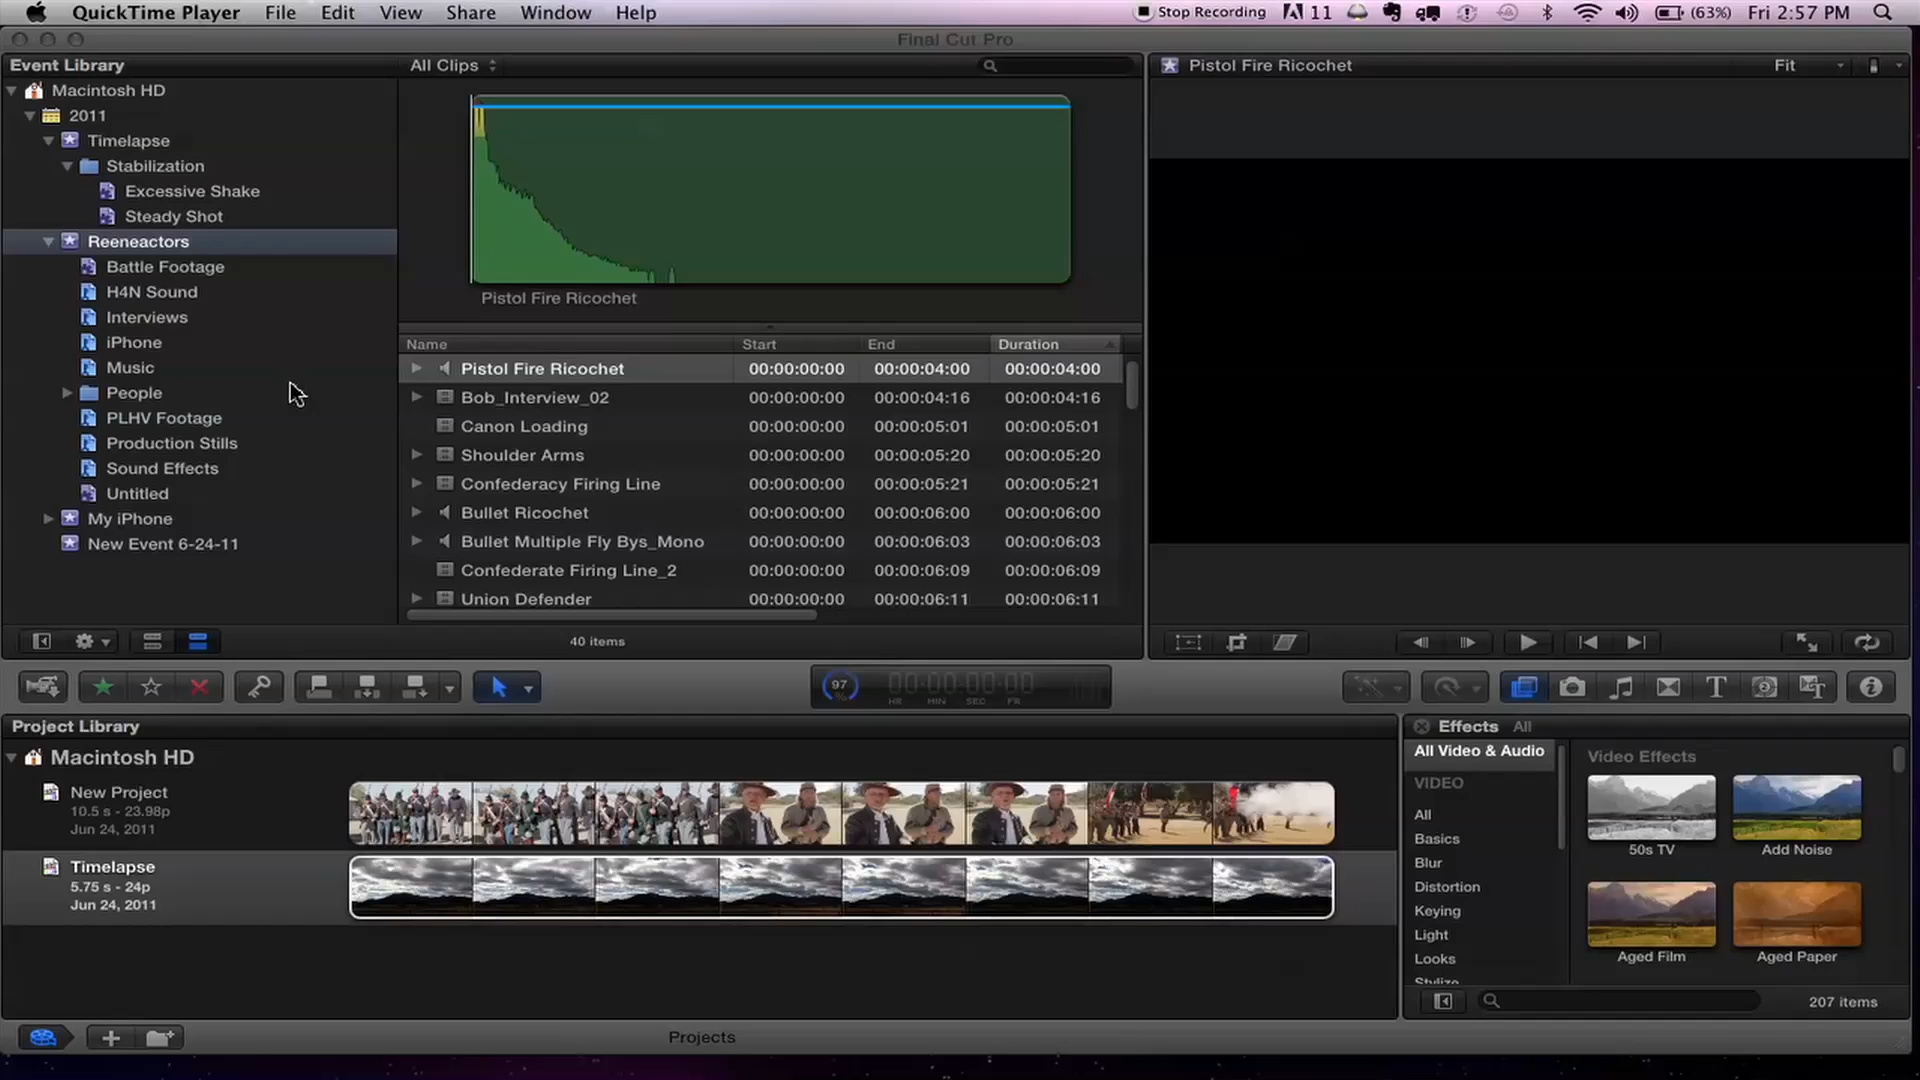 QuickTime Player File Edit View Share Window Help Stop Recording 11 (63%) Fri 2:57 PM
Final Cut Pro
Event Library
All Clips
Pistol Fire Ricochet
Fit
Macintosh HD
2011
Timelapse
Stabilization
Excessive Shake
Steady Shot
Reeneactors
Battle Footage
H4N Sound
Interviews
iPhone
Music
People
PLHV Footage
Production Stills
Sound Effects
Untitled
My iPhone
New Event 6-24-11
Pistol Fire Ricochet
Name Start End Duration
Pistol Fire Ricochet 00:00:00:00 00:00:04:00 00:00:04:00
Bob_Interview_02 00:00:00:00 00:00:04:16 00:00:04:16
Canon Loading 00:00:00:00 00:00:05:01 00:00:05:01
Shoulder Arms 00:00:00:00 00:00:05:20 00:00:05:20
Confederacy Firing Line 00:00:00:00 00:00:05:21 00:00:05:21
Bullet Ricochet 00:00:00:00 00:00:06:00 00:00:06:00
Bullet Multiple Fly Bys_Mono 00:00:00:00 00:00:06:03 00:00:06:03
Confederate Firing Line_2 00:00:00:00 00:00:06:09 00:00:06:09
Union Defender 00:00:00:00 00:00:06:11 00:00:06:11
40 items
97 % 00:00:00:00
HR MIN SEC FR
Project Library
Macintosh HD
New Project
10.5 s - 23.98p
Jun 24, 2011
Timelapse
5.75 s - 24p
Jun 24, 2011
Effects All
All Video & Audio
VIDEO
All
Basics
Blur
Distortion
Keying
Light
Looks
Stylize
Video Effects
50s TV
Add Noise
Aged Film
Aged Paper
207 items
Projects